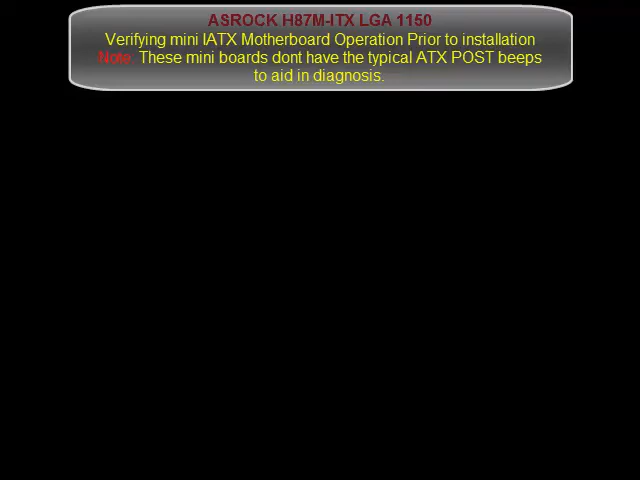 ASROCK H87M-ITX LGA 1150
Verifying mini IATX Motherboard Operation Prior to installation
Note: These mini boards dont have the typical ATX POST beeps
to aid in diagnosis.